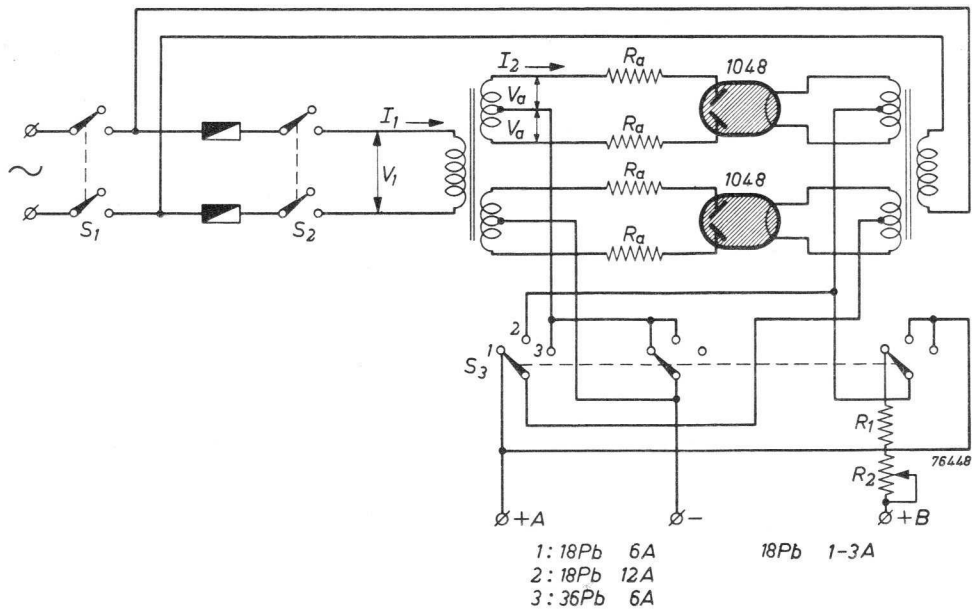 I₂
Rₐ
1048
Vₐ
I₁
Vₐ
Rₐ
V₁
1048
Rₐ
S₁
S₂
Rₐ
2
1
3
S₃
R₁
76448
R₂
+A
-
+B
1: 18Pb 6A
18Pb 1-3A
2: 18Pb 12A
3: 36Pb 6A